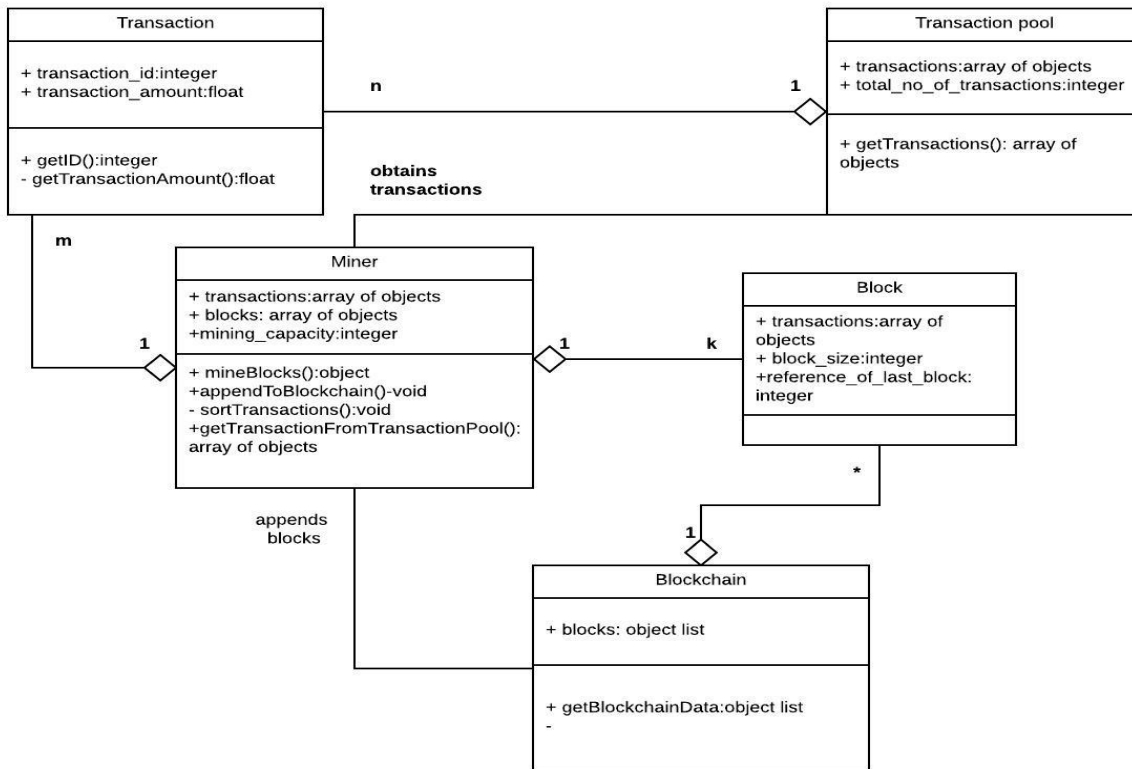 Transaction
+ transaction_id:integer
+ transaction_amount:float
+ getID():integer
- getTransactionAmount():float
n
1
Transaction pool
+ transactions:array of objects
+ total_no_of_transactions:integer
+ getTransactions(): array of
objects
obtains
transactions
m
1
Miner
+ transactions:array of objects
+ blocks: array of objects
+mining_capacity:integer
+ mineBlocks():object
+appendToBlockchain()-void
- sortTransactions():void
+getTransactionFromTransactionPool():
array of objects
1
k
Block
+ transactions:array of
objects
+ block_size:integer
+reference_of_last_block:
integer
*
1
appends
blocks
Blockchain
+ blocks: object list
+ getBlockchainData:object list
-